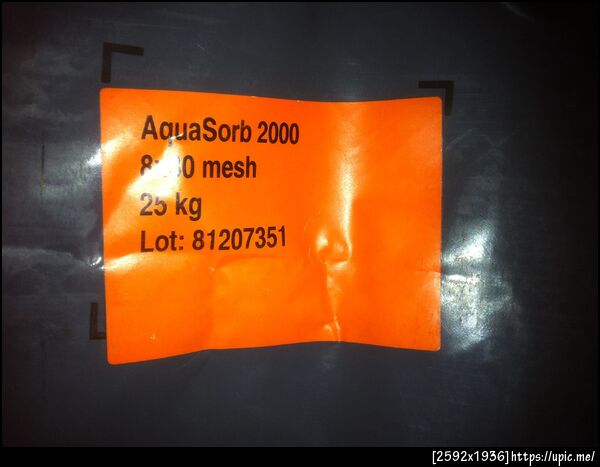 AquaSorb 2000
mesh
25 kg
Lot: 81207351
[2592x1936]https://upic.me/